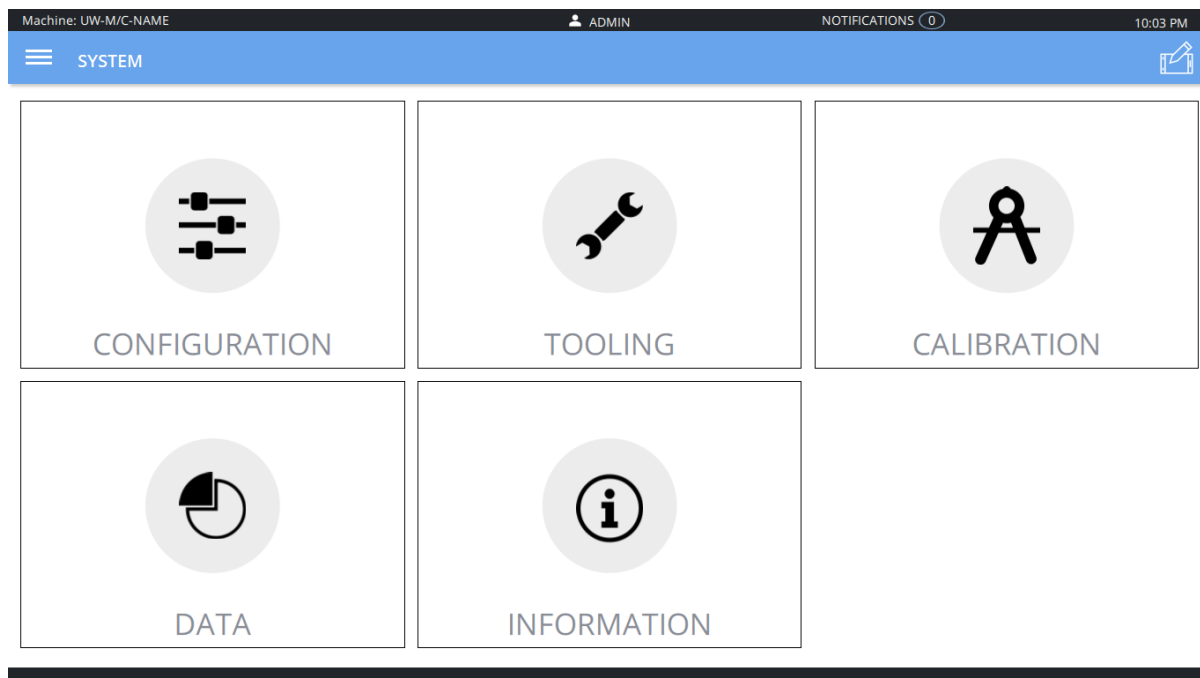 Machine: UW-M/C-NAME ADMIN NOTIFICATIONS 0 10:03 PM
SYSTEM
CONFIGURATION TOOLING CALIBRATION
DATA INFORMATION